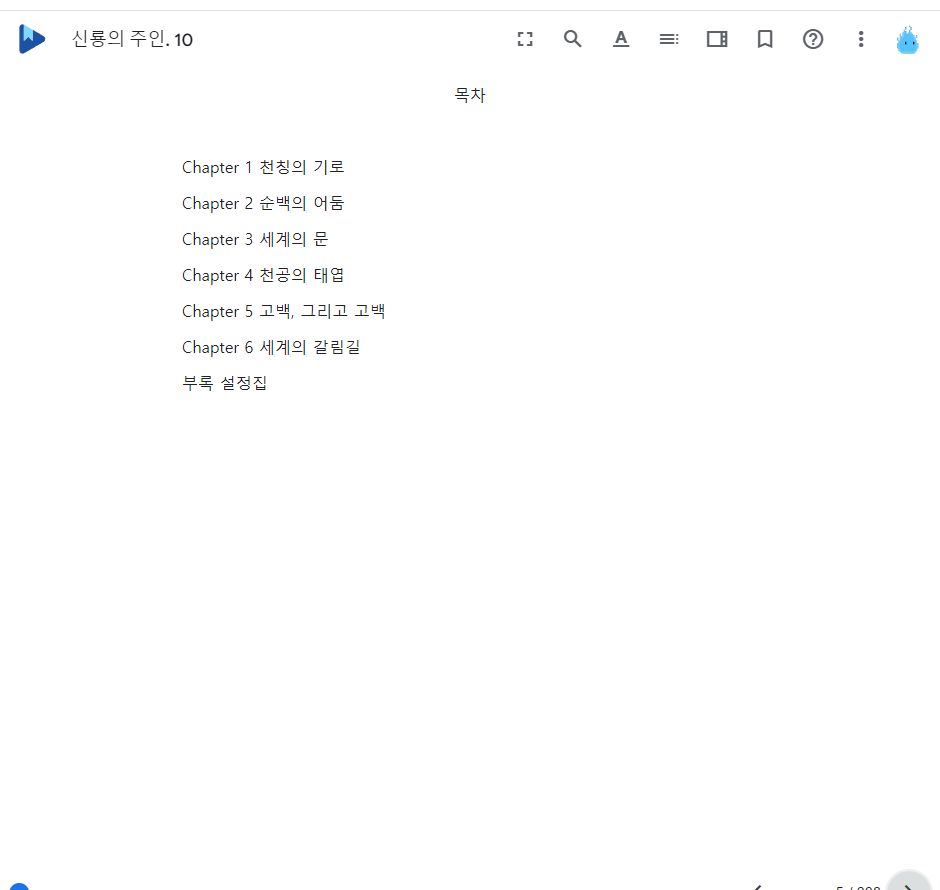 신룡의 주인. 10
목차
Chapter 1 천칭의 기로
Chapter 2 순백의 어둠
Chapter 3 세계의 문
Chapter 4 천공의 태엽
Chapter 5 고백, 그리고 고백
Chapter 6 세계의 갈림길
부록 설정집